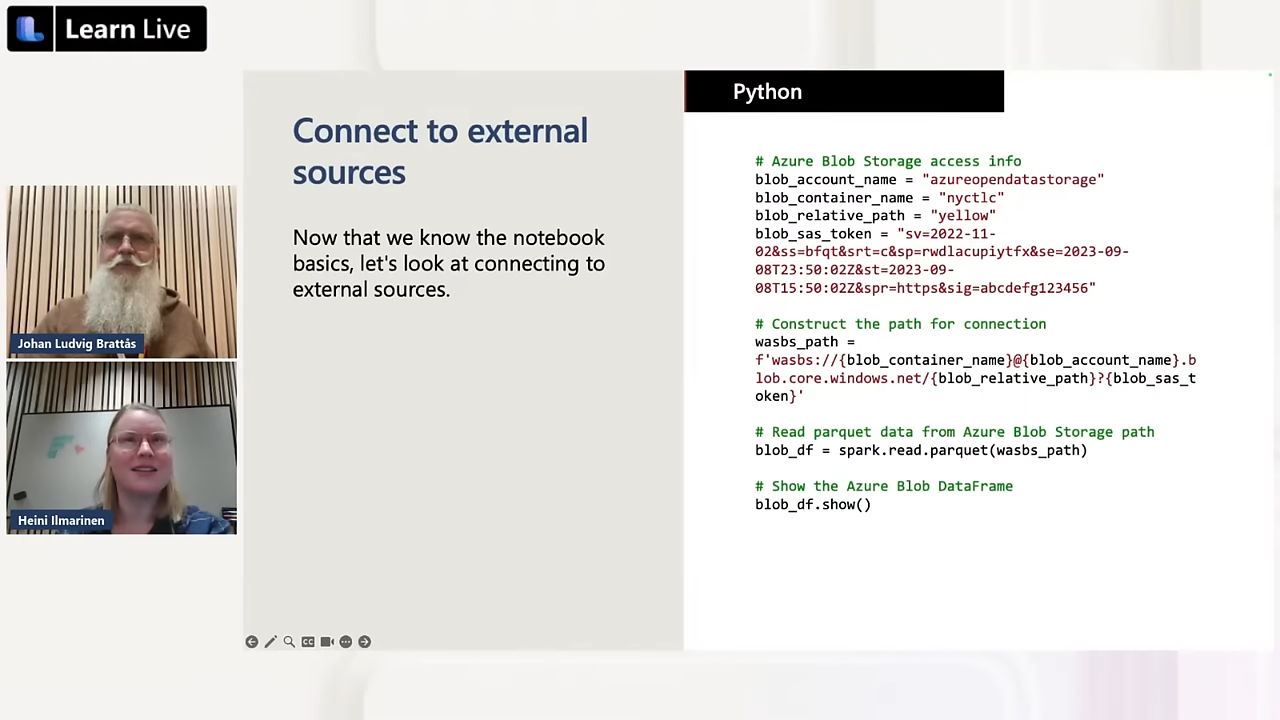 Learn Live
Connect to external
sources
Now that we know the notebook
basics, let's look at connecting to
external sources.
Python
# Azure Blob Storage access info
blob_account_name = "azureopendatastorage"
blob_container_name = "nyctlc"
blob_relative_path = "yellow"
blob_sas_token = "sv=2022-11-
02&ss=bfqt&srt=c&sp=rwdlacupiytfx&se=2023-09-
08T23:50:02Z&st=2023-09-
08T15:50:02Z&spr=https&sig=abcdefg123456"
# Construct the path for connection
wasbs_path =
f'wasbs://{blob_container_name}@{blob_account_name}.b
lob.core.windows.net/{blob_relative_path}?{blob_sas_t
oken}'
# Read parquet data from Azure Blob Storage path
blob_df = spark.read.parquet(wasbs_path)
# Show the Azure Blob DataFrame
blob_df.show()
Johan Ludvig Brattås
Heini Ilmarinen
CC